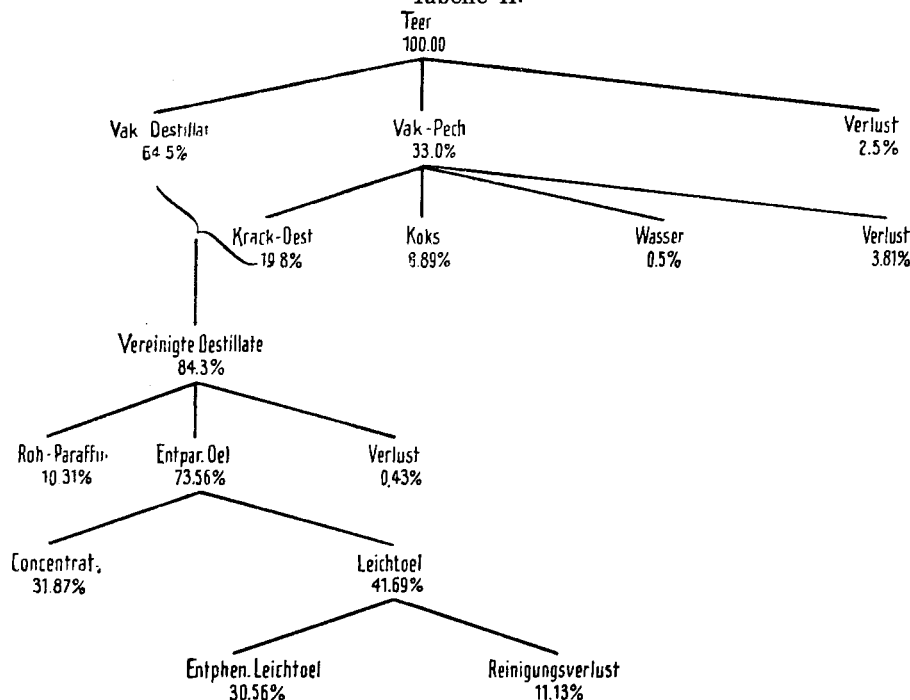 Tabelle II.
Teer
100.00
Vak Destillat
64.5%
Vak-Pech
33.0%
Verlust
2.5%
Krack-Dest
19.8%
Koks
8.89%
Wasser
0.5%
Verlust
3.81%
Vereinigte Destillate
84.3%
Roh-Paraffin
10.31%
Entpar. Oel
73.56%
Verlust
0,43%
Concentrat
31.87%
Leichtoel
41.69%
Entphen. Leichtoel
30.56%
Reinigungsverlust
11.13%